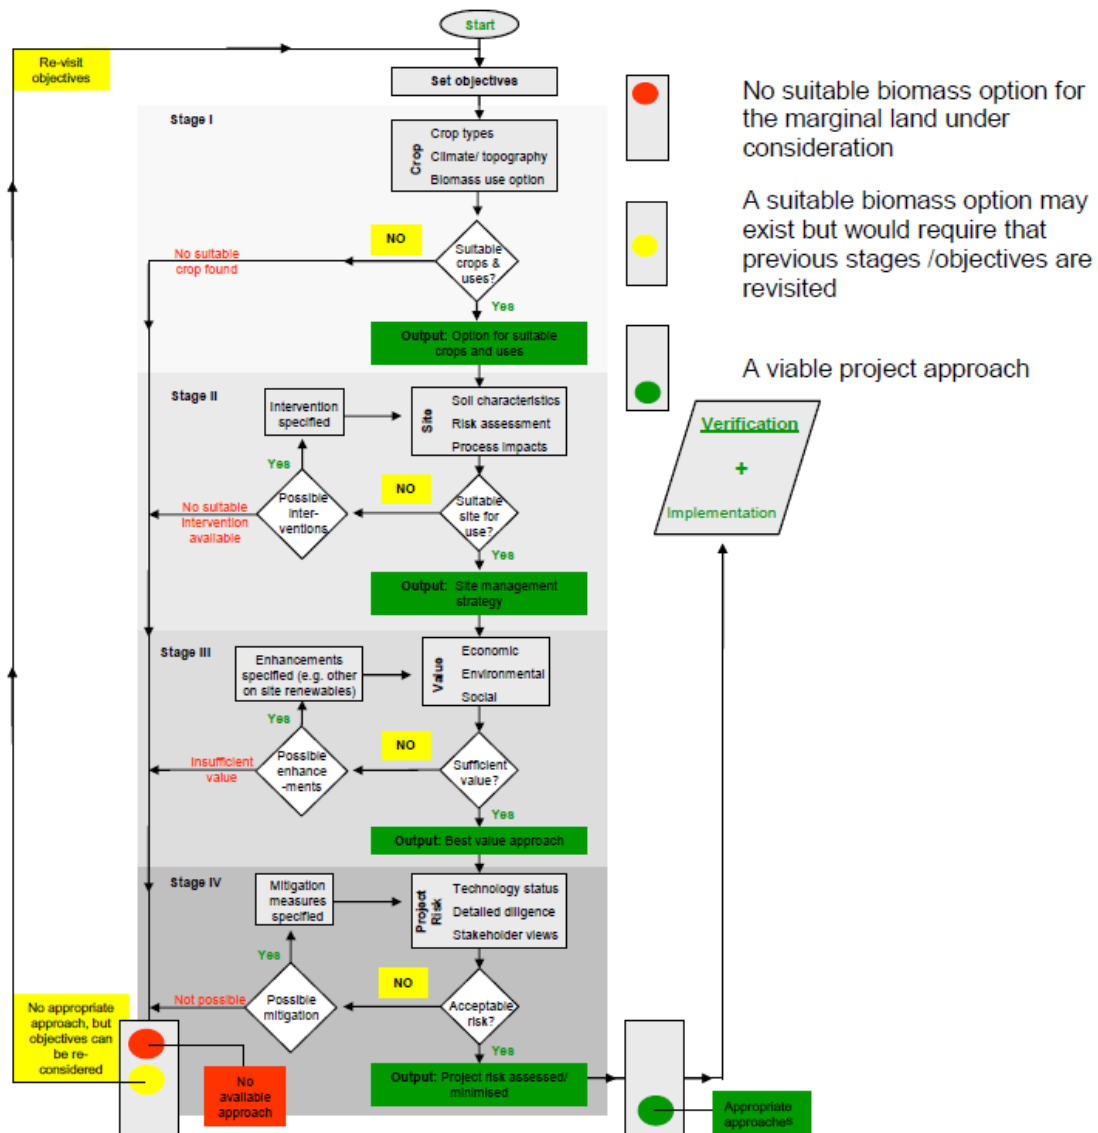 Start
Re-visit
objectives
Set objectives
Stage I
Crop
Crop types
Climate/ topography
Biomass use option
NO
No suitable
crop found
Suitable
crops &
uses?
Yes
Output: Option for suitable
crops and uses
Stage II
Intervention
specified
Site
Soil characteristics
Risk assessment
Process impacts
Yes
NO
Possible
inter-
ventions
No suitable
intervention
available
Suitable
site for
use?
Yes
Output: Site management
strategy
Stage III
Enhancements
specified (e.g. other
on site renewables)
Value
Economic
Environmental
Social
Yes
NO
Insufficient
value
Possible
enhance
-ments
Sufficient
value?
Yes
Output: Best value approach
Stage IV
Mitigation
measures
specified
Project
Risk
Technology status
Detailed diligence
Stakeholder views
Yes
NO
Not possible
Possible
mitigation
Acceptable
risk?
Yes
No appropriate
approach, but
objectives can
be re-
considered
No
available
approach
Output: Project risk assessed/
minimised
Appropriate
approaches
No suitable biomass option for
the marginal land under
consideration
A suitable biomass option may
exist but would require that
previous stages /objectives are
revisited
A viable project approach
Verification
+
Implementation